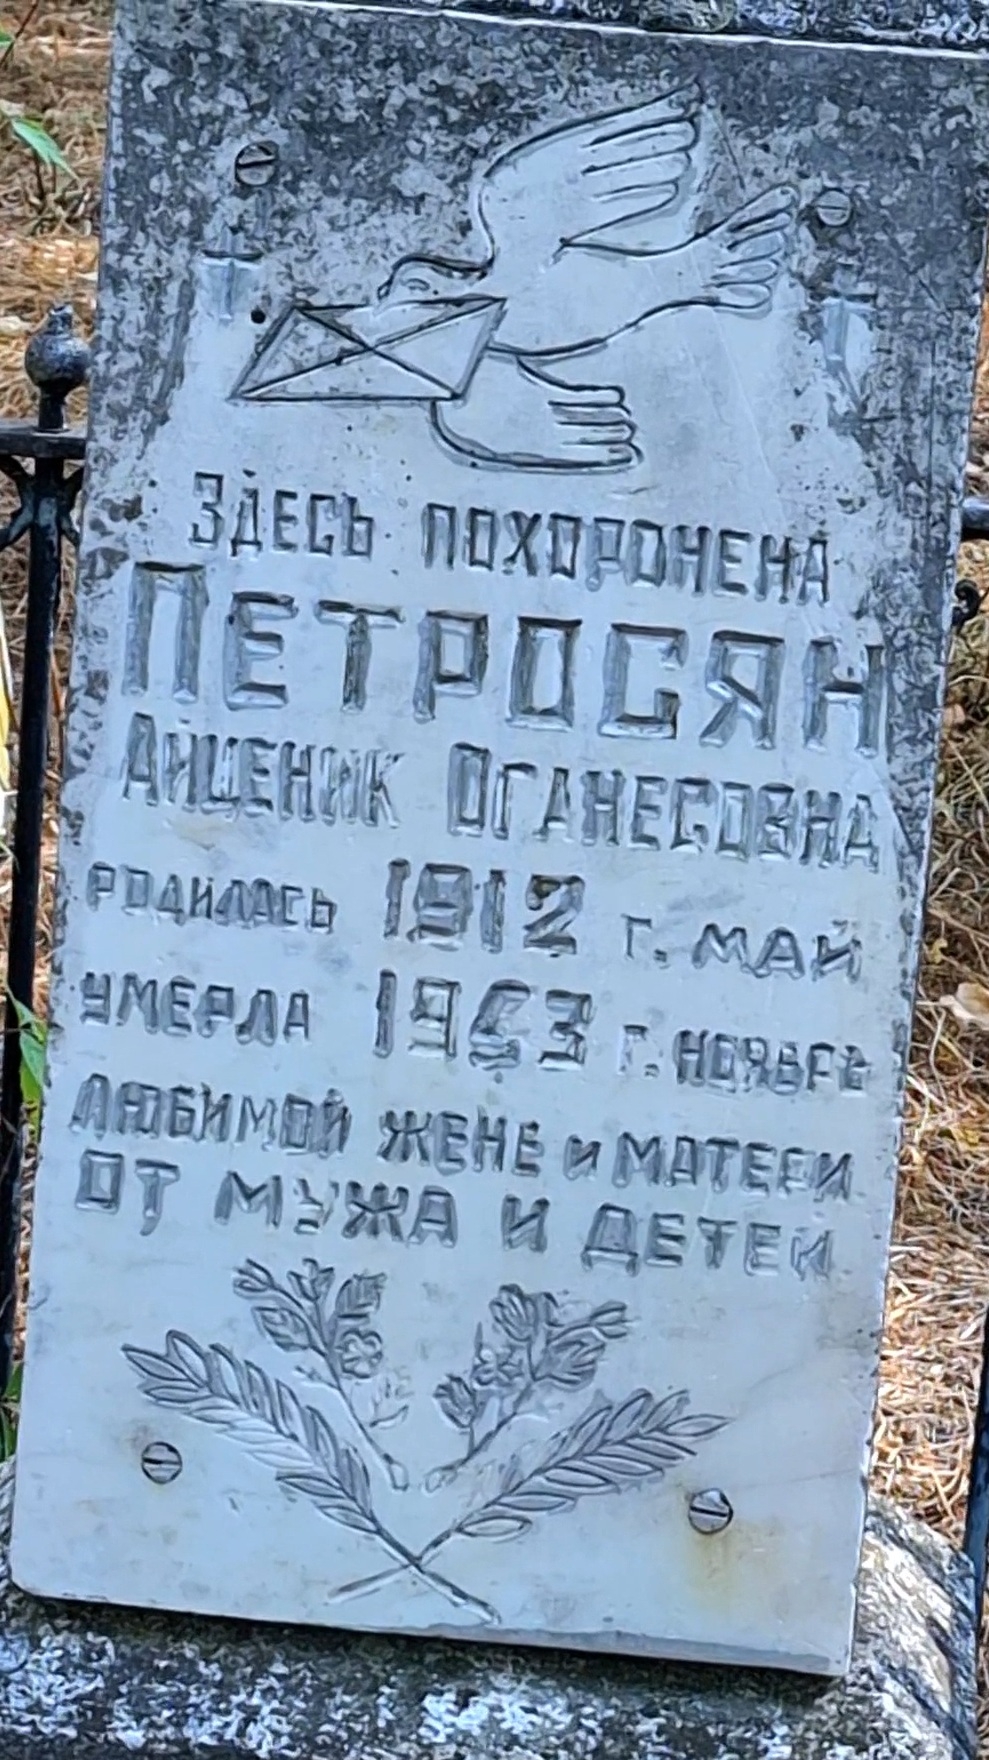 ЗДЕСЬ ПОХОРОНЕНА
ПЕТРОСЯН
АЙЦЕНИК ОГАНЕСОВНА
РОДИЛАСЬ 1912 г. МАЙ
УМЕРЛА г. НОЯБРЬ
ЛЮБИМОЙ ЖЕНЕ И МАТЕРИ
ОТ МУЖА И ДЕТЕЙ